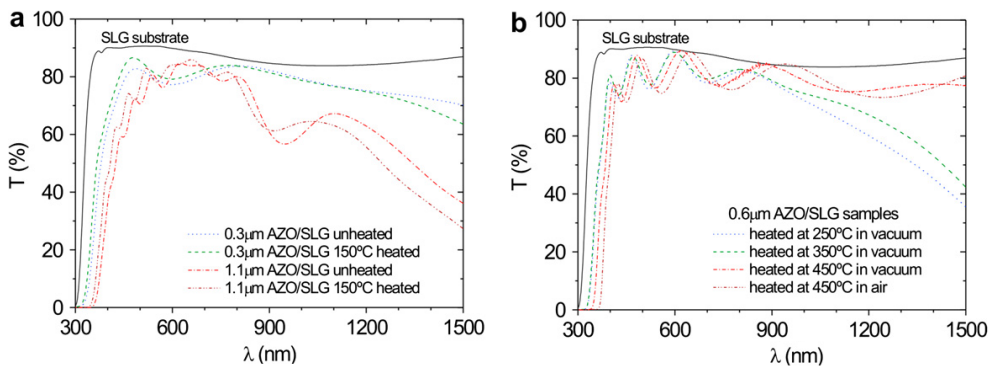 a
SLG substrate
100
80
60
40
20
0
T (%)
0.3μm AZO/SLG unheated
0.3μm AZO/SLG 150ºC heated
1.1μm AZO/SLG unheated
1.1μm AZO/SLG 150ºC heated
300 600 900 1200 1500
λ (nm)
b
SLG substrate
100
80
60
40
20
0
T (%)
0.6μm AZO/SLG samples
heated at 250ºC in vacuum
heated at 350ºC in vacuum
heated at 450ºC in vacuum
heated at 450ºC in air
300 600 900 1200 1500
λ (nm)